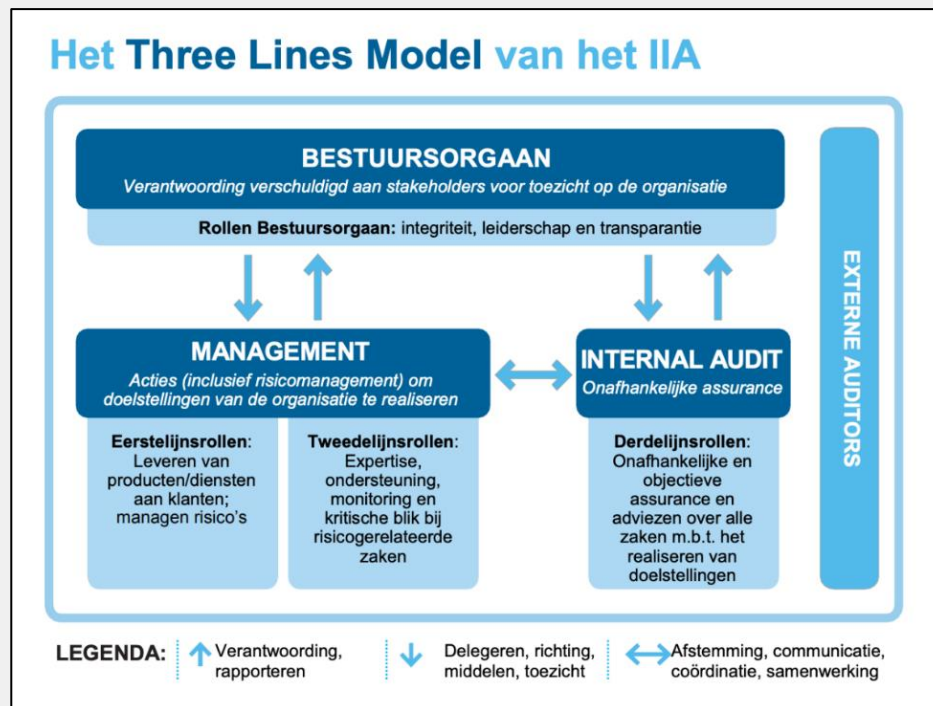 Het Three Lines Model van het IIA
BESTUURSORGAAN
Verantwoording verschuldigd aan stakeholders voor toezicht op de organisatie
Rollen Bestuursorgaan: integriteit, leiderschap en transparantie
MANAGEMENT
Acties (inclusief risicomanagement) om
doelstellingen van de organisatie te realiseren
Eerstelijnsrollen:
Leveren van
producten/diensten
aan klanten;
managen risico's
Tweedelijnsrollen:
Expertise,
ondersteuning,
monitoring en
kritische blik bij
risicogerelateerde
zaken
INTERNAL AUDIT
Onafhankelijke assurance
Derdelijnsrollen:
Onafhankelijke en
objectieve
assurance en
adviezen over alle
zaken m.b.t. het
realiseren van
doelstellingen
EXTERNE AUDITORS
LEGENDA:
Verantwoording,
rapporteren
Delegeren, richting,
middelen, toezicht
Afstemming, communicatie,
coördinatie, samenwerking